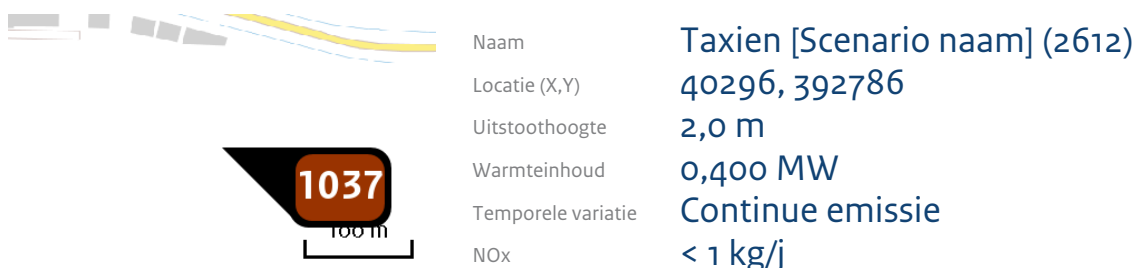 Naam Taxien [Scenario naam] (2612)
Locatie (X,Y) 40296, 392786
Uitstoothoogte 2,0 m
Warmteinhoud 0,400 MW
Temporele variatie Continue emissie
NOx < 1 kg/j
1037
100 m